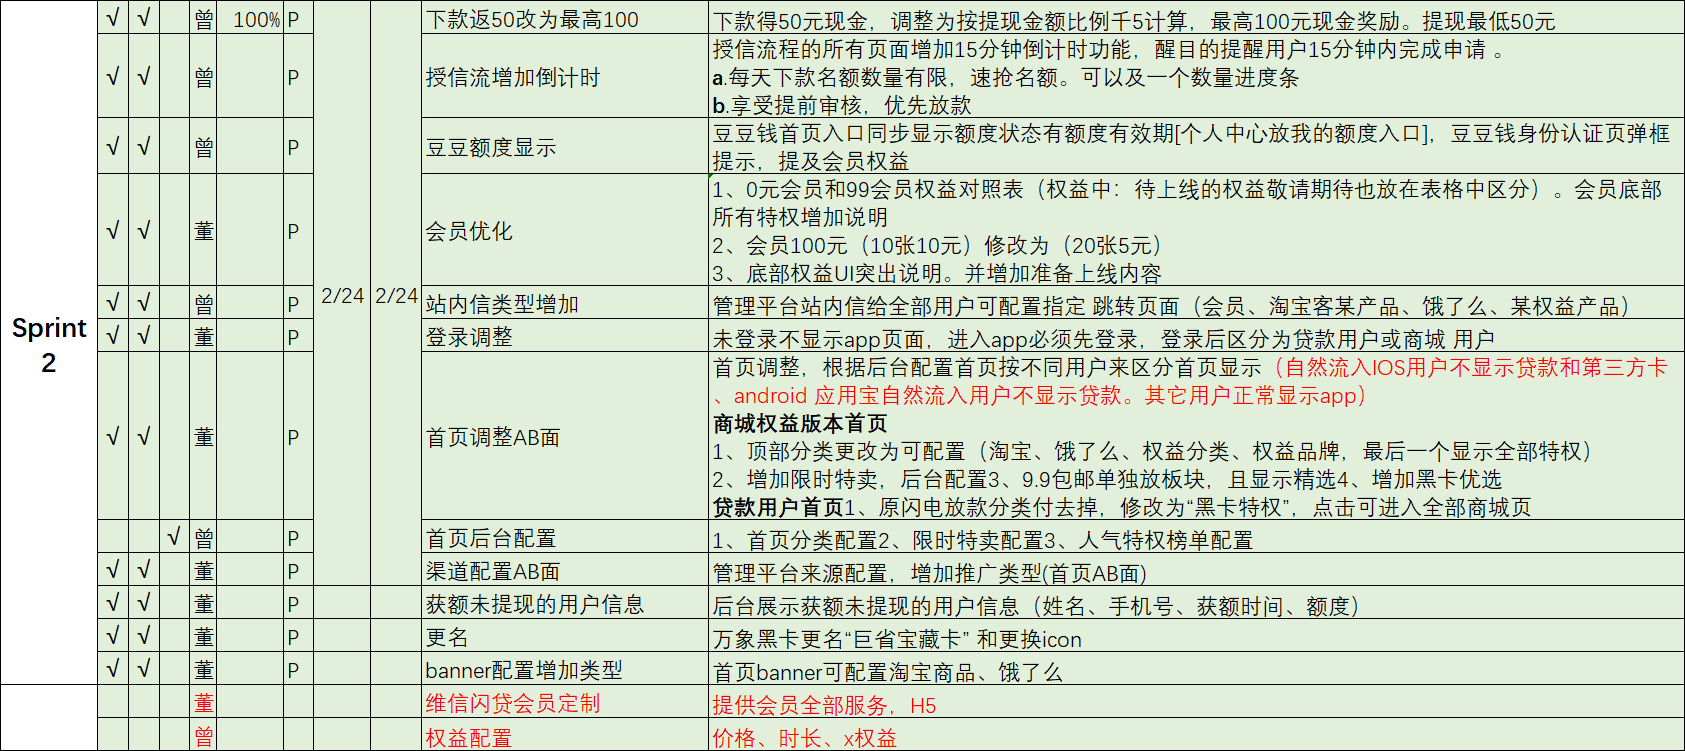 √ √ 曾 100% P 下款返50改为最高100 下款得50元现金，调整为按提现金额比例千5计算，最高100元现金奖励。提现最低50元
授信流程的所有页面增加15分钟倒计时功能，醒目的提醒用户15分钟内完成申请 。
√ √ 曾 P 授信流增加倒计时 a.每天下款名额数量有限，速抢名额。可以及一个数量进度条
b.享受提前审核，优先放款
√ √ 曾 P 豆豆额度显示 豆豆钱首页入口同步显示额度状态有额度有效期[个人中心放我的额度入口]，豆豆钱身份认证页弹框
提示，提及会员权益
1、0元会员和99会员权益对照表（权益中：待上线的权益敬请期待也放在表格中区分）。会员底部
所有特权增加说明
√ √ 董 P 会员优化 2、会员100元（10张10元）修改为（20张5元）
3、底部权益UI突出说明。并增加准备上线内容
2/24 2/24
√ √ 曾 P 站内信类型增加 管理平台站内信给全部用户可配置指定 跳转页面（会员、淘宝客某产品、饿了么、某权益产品）
Sprint
2
√ √ 董 P 登录调整 未登录不显示app页面，进入app必须先登录，登录后区分为贷款用户或商城 用户
首页调整，根据后台配置首页按不同用户来区分首页显示（自然流入IOS用户不显示贷款和第三方卡
、android 应用宝自然流入用户不显示贷款。其它用户正常显示app）
商城权益版本首页
√ √ 董 P 首页调整AB面 1、顶部分类更改为可配置（淘宝、饿了么、权益分类、权益品牌，最后一个显示全部特权）
2、增加限时特卖，后台配置3、9.9包邮单独放板块，且显示精选4、增加黑卡优选
贷款用户首页1、原闪电放款分类付去掉，修改为“黑卡特权”，点击可进入全部商城页
√ 曾 P 首页后台配置 1、首页分类配置2、限时特卖配置3、人气特权榜单配置
√ √ 董 P 渠道配置AB面 管理平台来源配置，增加推广类型(首页AB面)
√ √ 董 P 获额未提现的用户信息 后台展示获额未提现的用户信息（姓名、手机号、获额时间、额度）
√ √ 董 P 更名 万象黑卡更名“巨省宝藏卡” 和更换icon
√ √ 董 P banner配置增加类型 首页banner可配置淘宝商品、饿了么
董 维信闪贷会员定制 提供会员全部服务，H5
曾 权益配置 价格、时长、x权益